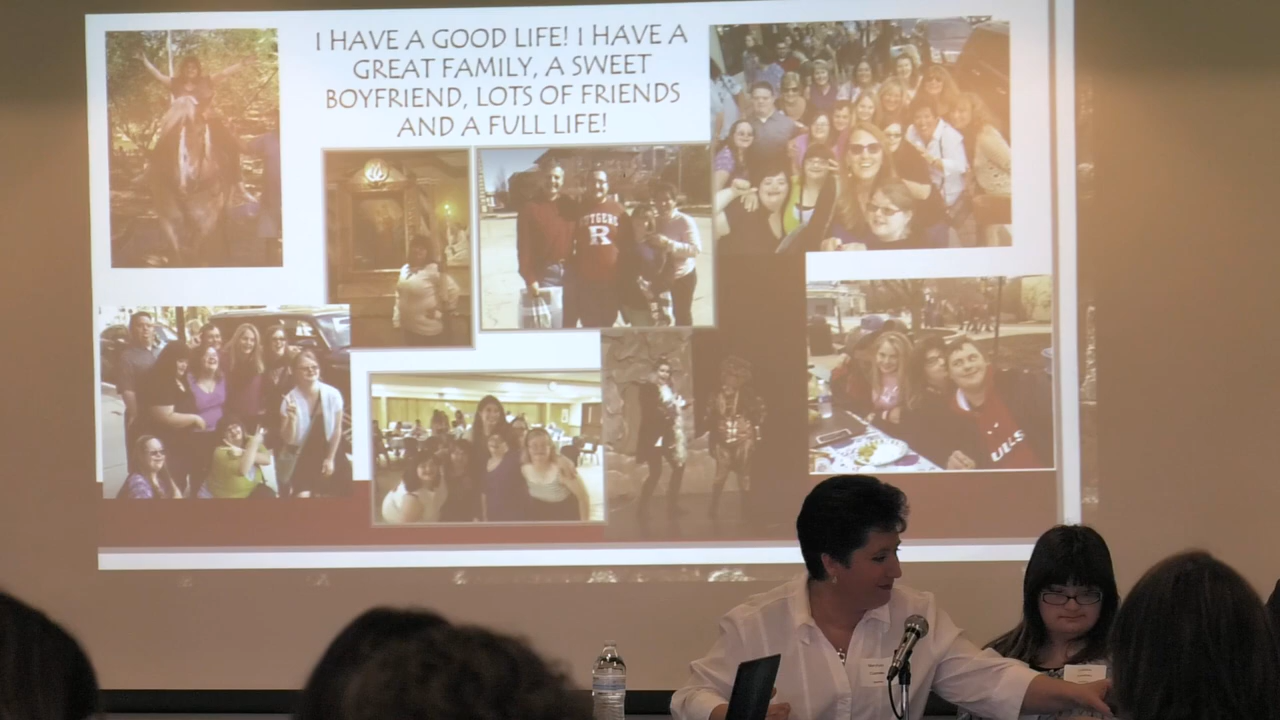 I HAVE A GOOD LIFE! I HAVE A
GREAT FAMILY, A SWEET
BOYFRIEND, LOTS OF FRIENDS
AND A FULL LIFE!
RUTGERS
R